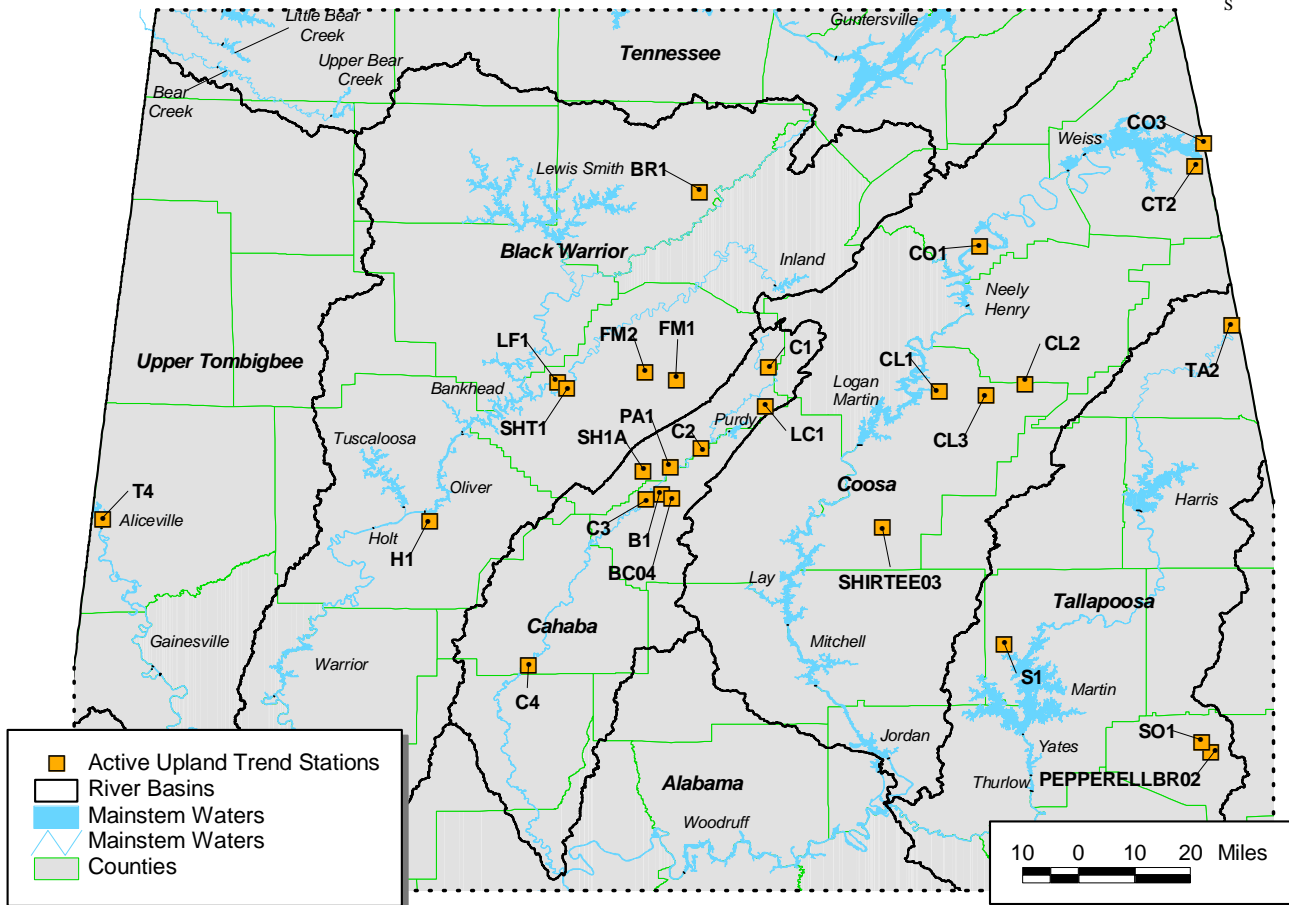 S
Little Bear
Creek
Guntersville
Tennessee
Upper Bear
Creek
Bear
Creek
CO3
Weiss
Lewis Smith
BR1
CT2
Black Warrior
CO1
Inland
Neely
Henry
FM2
FM1
LF1
C1
CL2
Upper Tombigbee
CL1
TA2
Bankhead
Logan
Martin
PA1
C2
Purdy
SHT1
SH1A
LC1
CL3
Tuscaloosa
T4
Oliver
Coosa
Harris
Aliceville
C3
Holt
H1
B1
BC04
SHIRTEE03
Lay
Tallapoosa
Cahaba
Gainesville
Mitchell
Warrior
S1
Martin
C4
SO1
Jordan
Yates
Alabama
Thurlow
PEPPERELLBR02
Woodruff
Active Upland Trend Stations
River Basins
Mainstem Waters
Mainstem Waters
Counties
10 0 10 20 Miles